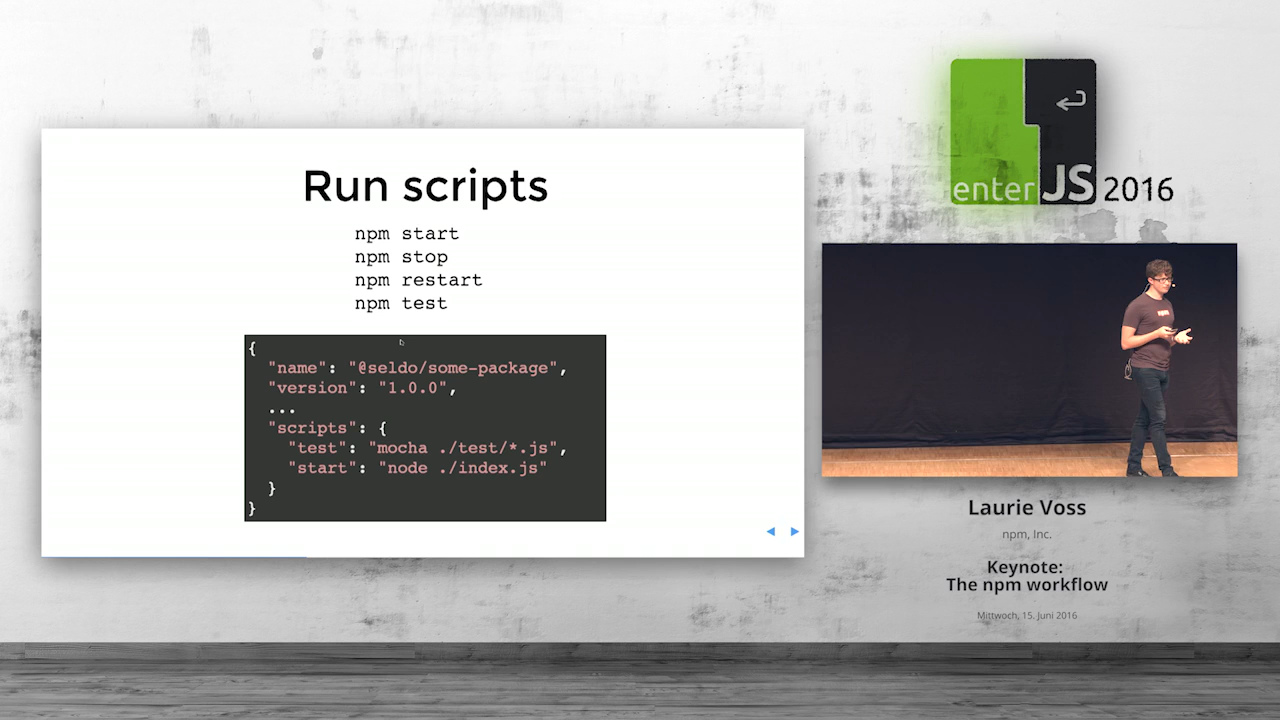 Run scripts
npm start
npm stop
npm restart
npm test
{
"name": "@seldo/some-package",
"version": "1.0.0",
...
"scripts": {
"test": "mocha ./test/*.js",
"start": "node ./index.js"
}
}
enter JS 2016
Laurie Voss
npm, Inc.
Keynote:
The npm workflow
Mittwoch, 15. Juni 2016